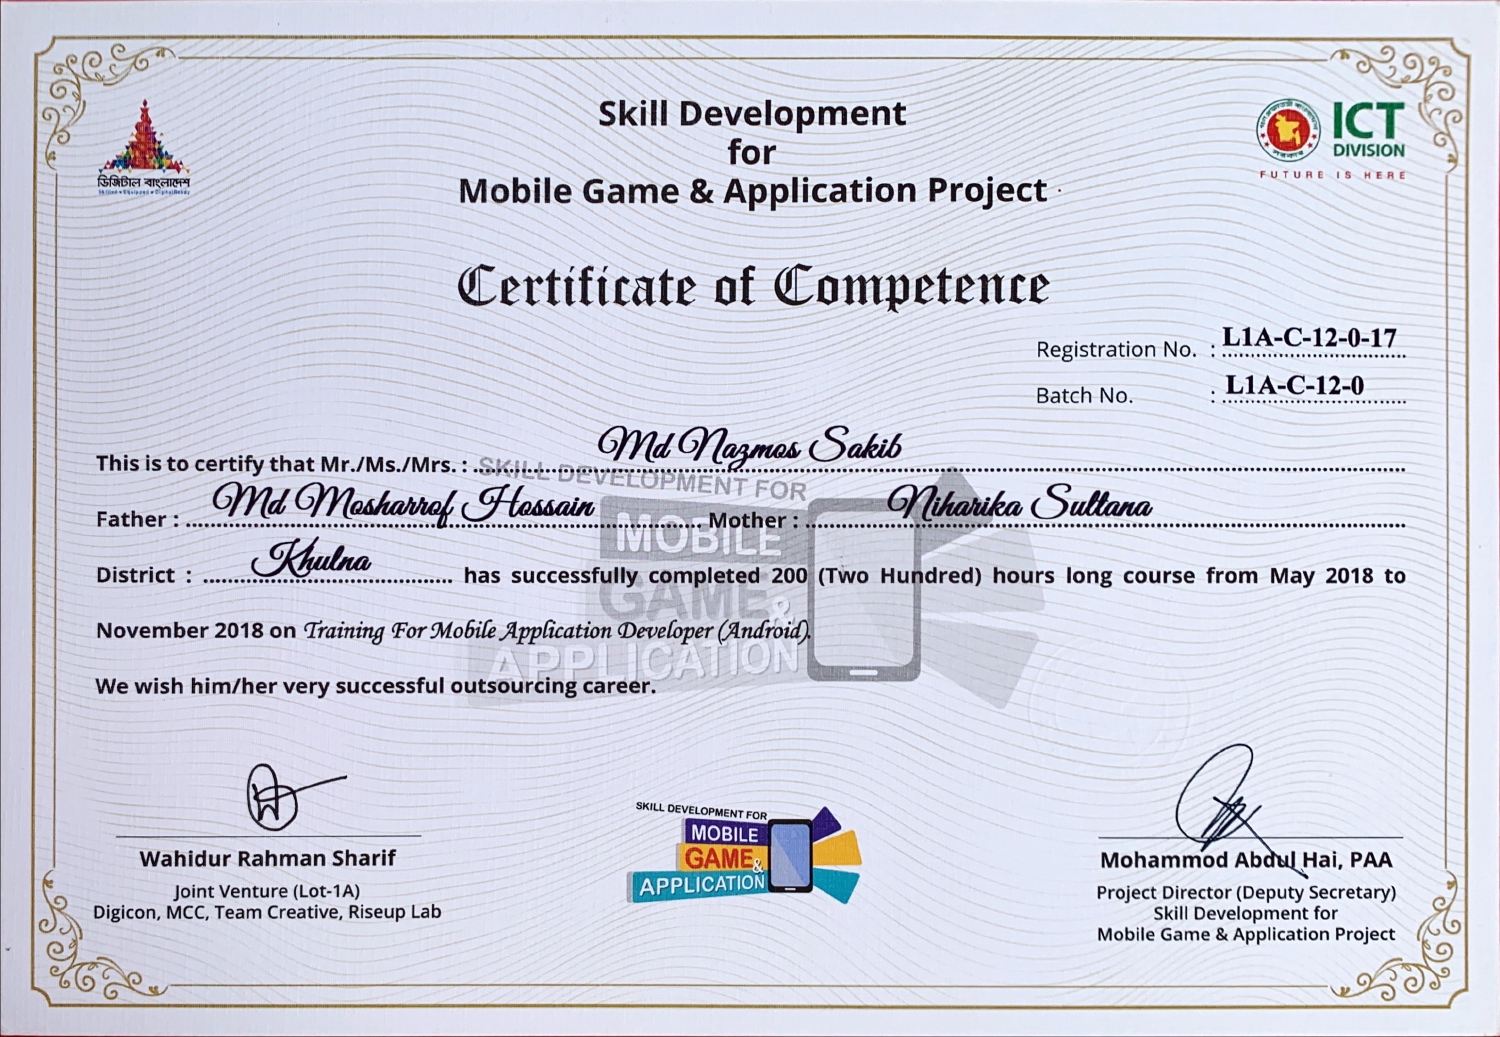 Skill Development
for
Mobile Game & Application Project
ডিজিটাল বাংলাদেশ
Skilled • Equipped • DigitalReady
ICT
DIVISION
FUTURE IS HERE
Certificate of Competence
Registration No. : L1A-C-12-0-17
Batch No. : L1A-C-12-0
This is to certify that Mr./Ms./Mrs. : Md Nazmos Sakib
Father : Md Mosharrof Hossain Mother : Niharika Sultana
District : Khulna has successfully completed 200 (Two Hundred) hours long course from May 2018 to
November 2018 on Training For Mobile Application Developer (Android).
We wish him/her very successful outsourcing career.
SKILL DEVELOPMENT FOR
MOBILE
GAME &
APPLICATION
Wahidur Rahman Sharif
Joint Venture (Lot-1A)
Digicon, MCC, Team Creative, Riseup Lab
SKILL DEVELOPMENT FOR
MOBILE
GAME &
APPLICATION
Mohammod Abdul Hai, PAA
Project Director (Deputy Secretary)
Skill Development for
Mobile Game & Application Project